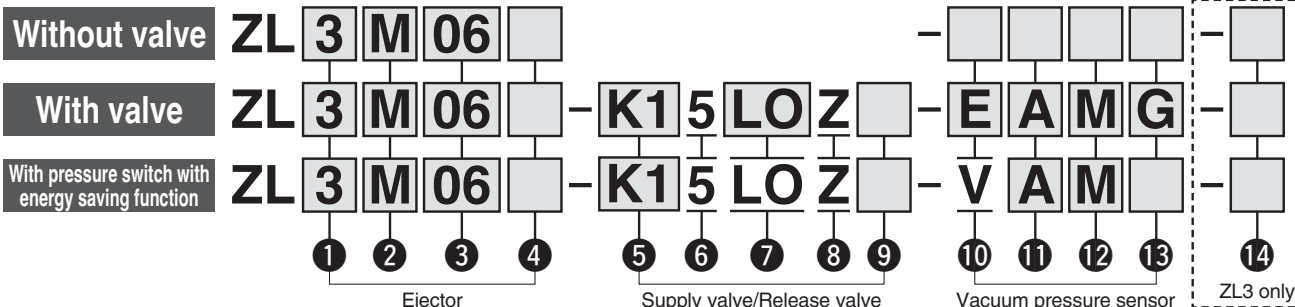 Without valve ZL 3 M 06 - -
With valve ZL 3 M 06 - K1 5 LO Z - E A M G -
With pressure switch with
energy saving function
ZL 3 M 06 - K1 5 LO Z - V A M -
1 2 3 4 5 6 7 8 9 10 11 12 13 14
Ejector Supply valve/Release valve Vacuum pressure sensor ZL3 only